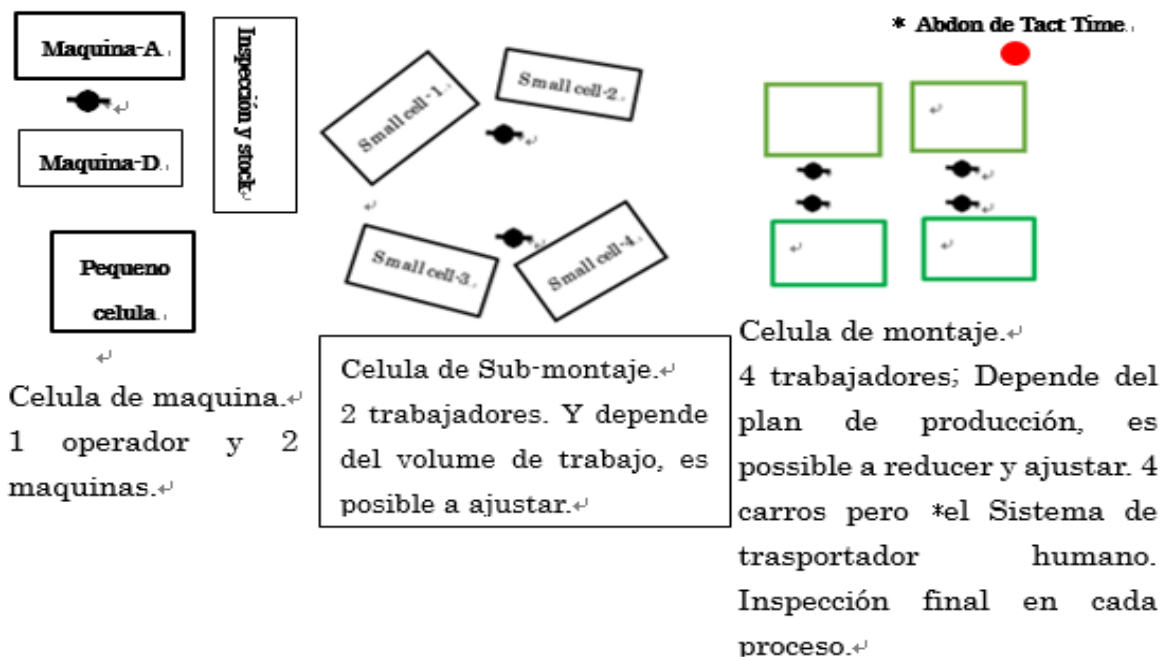 Maquina-A
Maquina-D
Inspección y stock
Pequeno
celula
Celula de maquina.
1 operador y 2
maquinas.
Small cell-1
Small cell-2
Small cell-3
Small cell-4
Celula de Sub-montaje.
2 trabajadores. Y depende
del volume de trabajo, es
posible a ajustar.
* Abdon de Tact Time
Celula de montaje.
4 trabajadores; Depende del
plan de producción, es
possible a reducer y ajustar. 4
carros pero *el Sistema de
trasportador humano.
Inspección final en cada
proceso.